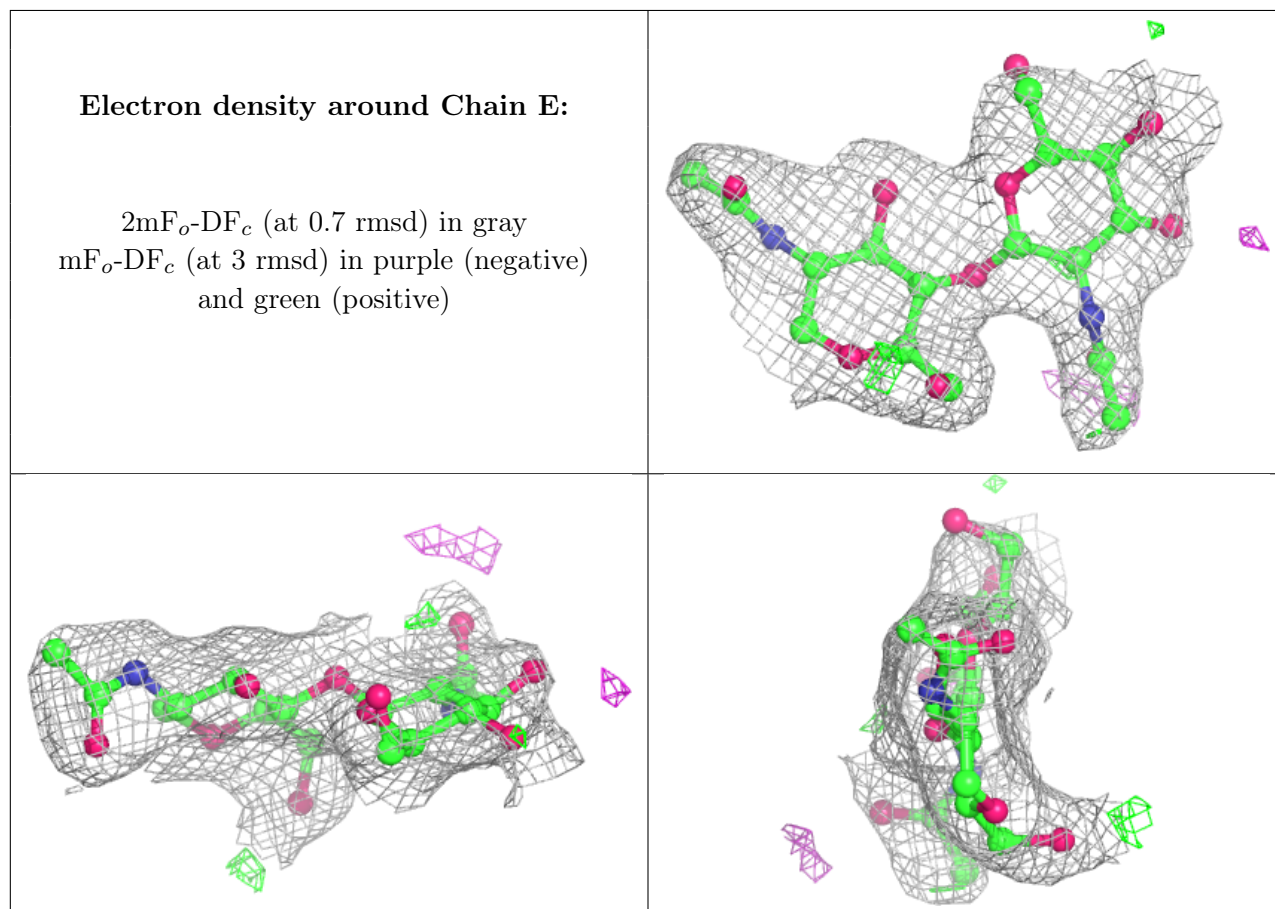 Electron density around Chain E:
2mFo-DFc (at 0.7 rmsd) in gray
mFo-DFc (at 3 rmsd) in purple (negative)
and green (positive)